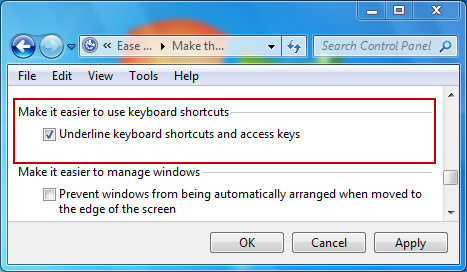 Ease ... Make th...
Search Control Panel
File Edit View Tools Help
Make it easier to use keyboard shortcuts
Underline keyboard shortcuts and access keys
Make it easier to manage windows
Prevent windows from being automatically arranged when moved
to the edge of the screen
OK Cancel Apply